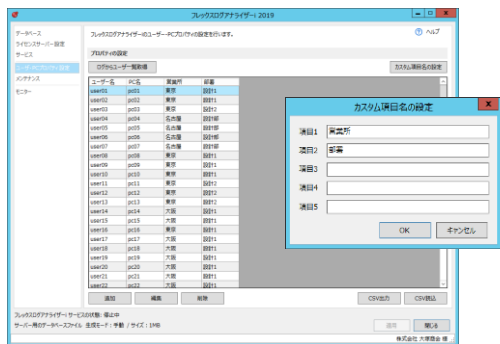 フレックスログアナライザーi 2019
データベース
ライセンスサーバー設定
サービス
ユーザ・PCプロパティ設定
メンテナンス
モニター
フレックスログアナライザーiのユーザー・PCプロパティの設定を行います。
ヘルプ
プロパティの設定
ログからユーザ一覧取得
カスタム項目名の設定
ユーザー名 PC名 営業所 部署
user01 pc01 東京 設計1
user02 pc02 東京 設計1
user03 pc03 東京 設計1
user04 pc04 名古屋 設計部
user05 pc05 名古屋 設計部
user06 pc06 名古屋 設計部
user07 pc07 名古屋 設計部
user08 pc08 東京 設計1
user09 pc09 東京 設計1
user10 pc10 東京 設計1
user11 pc11 東京 設計2
user12 pc12 東京 設計2
user13 pc13 東京 設計2
user14 pc14 大阪 設計1
user15 pc15 大阪 設計1
user16 pc16 大阪 設計1
user17 pc17 大阪 設計1
user18 pc18 大阪 設計1
user19 pc19 大阪 設計1
user20 pc20 大阪 設計1
user21 pc21 大阪 設計1
user22 pc22 大阪 設計1
追加 編集 削除 CSV出力 CSV読込
フレックスログアナライザーi サービスの状態: 停止中
サーバー用のデータベースファイル 生成モード : 手動 / サイズ : 1MB
適用 閉じる
株式会社 大塚商会 様
カスタム項目名の設定
項目1 営業所
項目2 部署
項目3
項目4
項目5
OK キャンセル